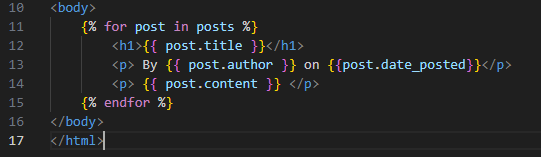 10 <body>
11 {% for post in posts %}
12 <h1>{{ post.title }}</h1>
13 <p> By {{ post.author }} on {{post.date_posted}}</p>
14 <p> {{ post.content }} </p>
15 {% endfor %}
16 </body>
17 </html>